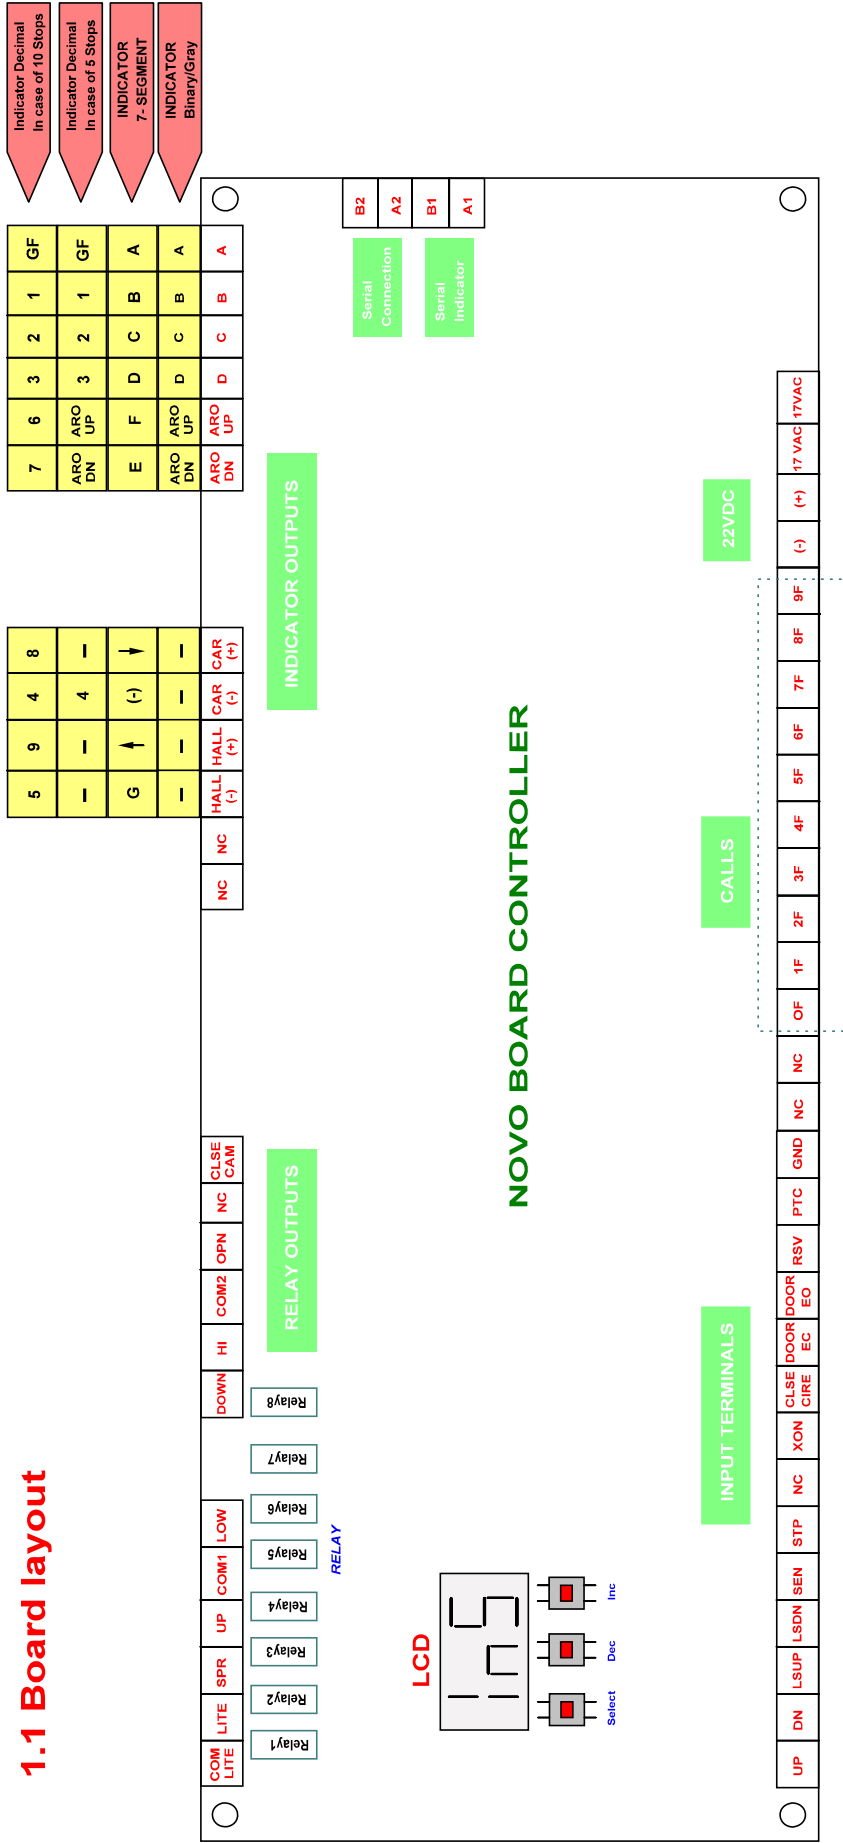 1.1 Board layout
Indicator Decimal
In case of 10 Stops
Indicator Decimal
In case of 5 Stops
INDICATOR
7- SEGMENT
INDICATOR
Binary/Gray
5 9 4 8 7 6 3 2 1 GF
– – 4 – ARO DN ARO UP 3 2 1 GF
G (-) E F D C B A
– – – – ARO DN ARO UP D C B A
COM LITE
LITE
SPR
UP
COM1
LOW
DOWN
HI
COM2
OPN
NC
CLSE CAM
NC
NC
HALL (-)
HALL (+)
CAR (-)
CAR (+)
ARO DN
ARO UP
D
C
B
A
Relay1
Relay2
Relay3
Relay4
Relay5
Relay6
Relay7
Relay8
RELAY
RELAY OUTPUTS
INDICATOR OUTPUTS
B2
A2
B1
A1
Serial
Connection
Serial
Indicator
LCD
Select
Dec
Inc
NOVO BOARD CONTROLLER
INPUT TERMINALS
CALLS
22VDC
UP
DN
LSUP
LSDN
SEN
STP
NC
XON
CLSE CIRE
DOOR EC
DOOR EO
RSV
PTC
GND
NC
NC
OF
1F
2F
3F
4F
5F
6F
7F
8F
9F
(-)
(+)
17 VAC
17VAC